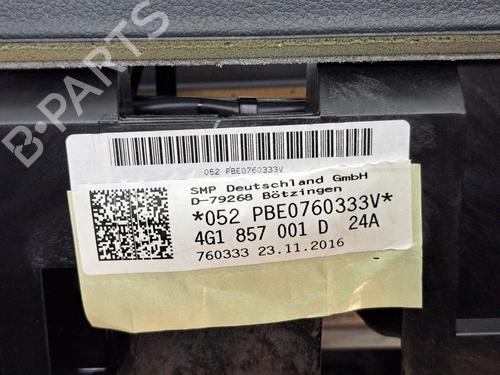 B-PARTS
052 PBE0760333V
SMP Deutschland GmbH
D-79268 Bötzingen
*052 PBE0760333V*
4G1 857 001 D 24A
760333 23.11.2016